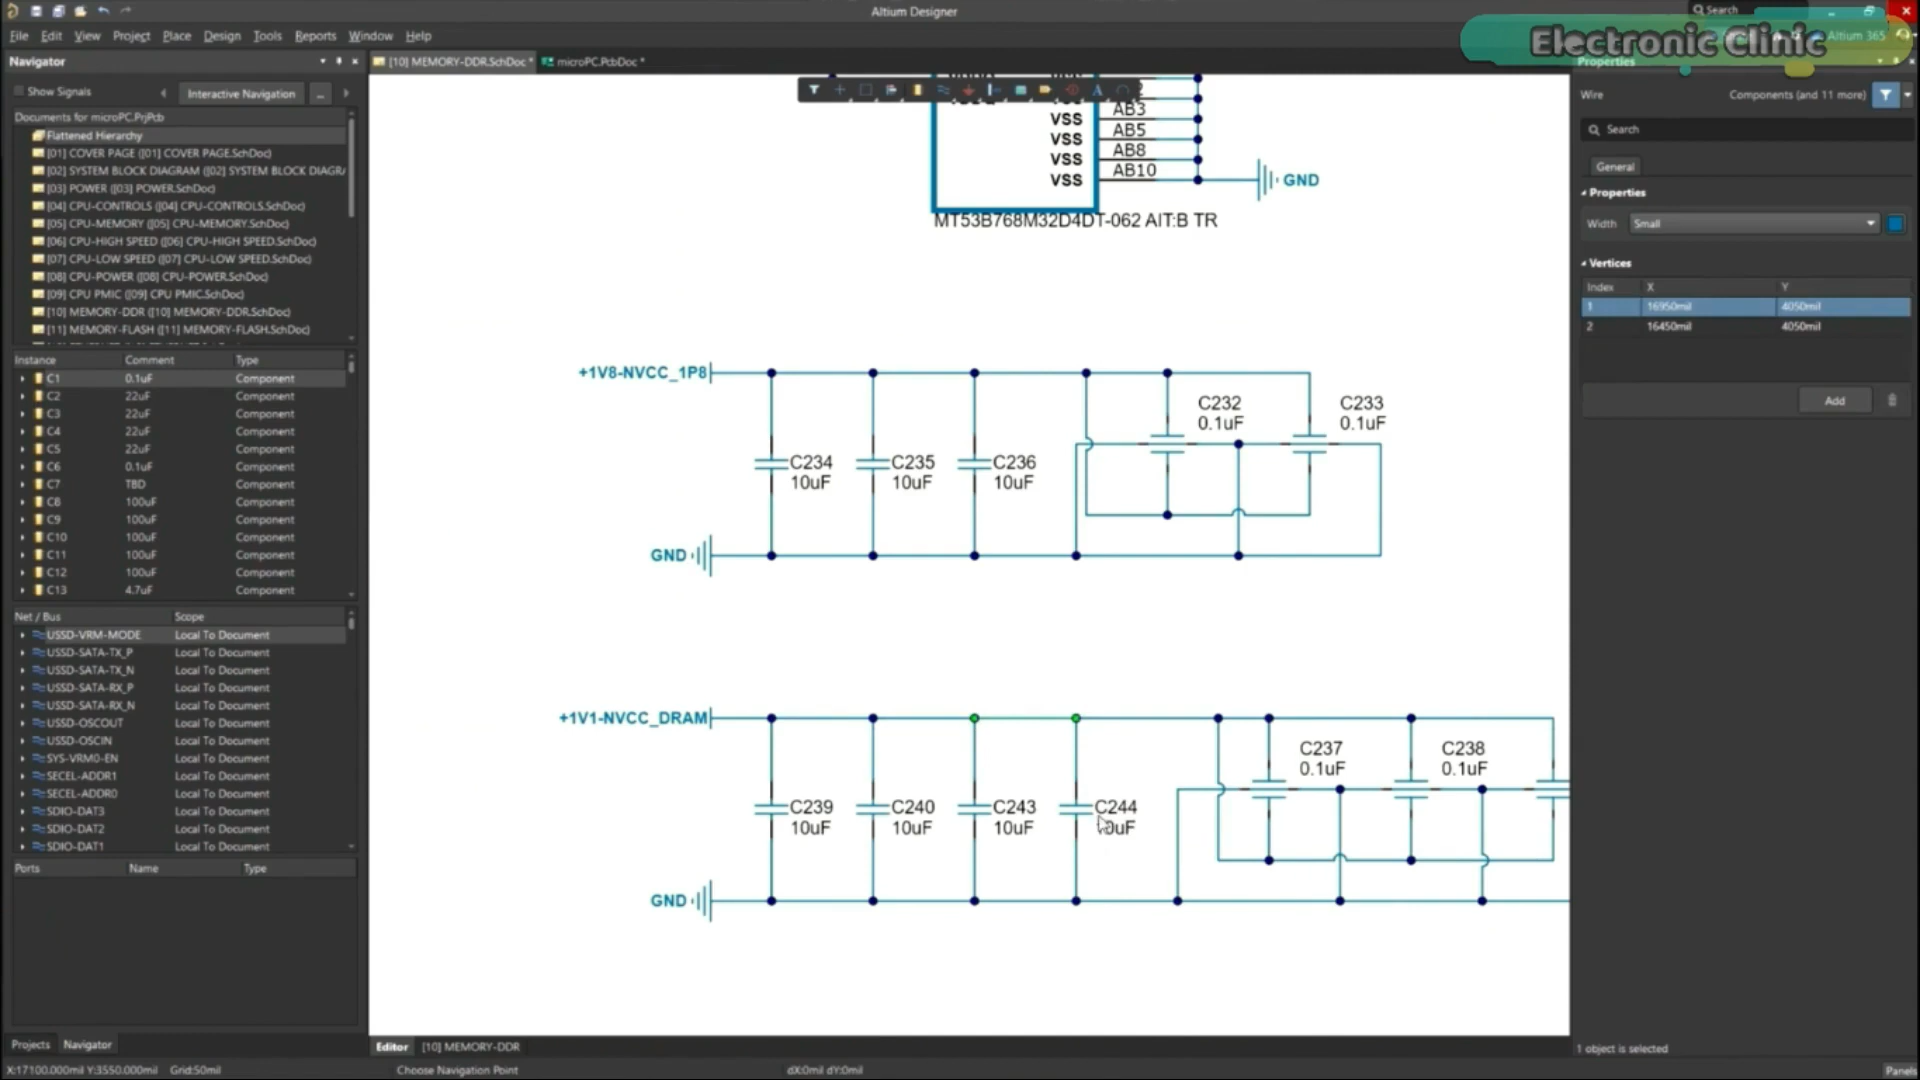 Altium Designer
Search
File Edit View Project Place Design Tools Reports Window Help
Electronic Clinic
Altium 365
Navigator
[10] MEMORY-DDR.SchDoc *
microPC.PcbDoc *
Properties
Show Signals
Interactive Navigation
...
Wire
Components (and 11 more)
Documents for microPC.PrjPcb
Search
Flattened Hierarchy
[01] COVER PAGE ([01] COVER PAGE.SchDoc)
[02] SYSTEM BLOCK DIAGRAM ([02] SYSTEM BLOCK DIAGRA
[03] POWER ([03] POWER.SchDoc)
[04] CPU-CONTROLS ([04] CPU-CONTROLS.SchDoc)
[05] CPU-MEMORY ([05] CPU-MEMORY.SchDoc)
[06] CPU-HIGH SPEED ([06] CPU-HIGH SPEED.SchDoc)
[07] CPU-LOW SPEED ([07] CPU-LOW SPEED.SchDoc)
[08] CPU-POWER ([08] CPU-POWER.SchDoc)
[09] CPU PMIC ([09] CPU PMIC.SchDoc)
[10] MEMORY-DDR ([10] MEMORY-DDR.SchDoc)
[11] MEMORY-FLASH ([11] MEMORY-FLASH.SchDoc)
General
Properties
Width Small
Vertices
Index X Y
1 16950mil 4050mil
2 16450mil 4050mil
Add
VSS AB3
VSS AB5
VSS AB8
VSS AB10
GND
MT53B768M32D4DT-062 AIT:B TR
Instance Comment Type
C1 0.1uF Component
C2 22uF Component
C3 22uF Component
C4 22uF Component
C5 22uF Component
C6 0.1uF Component
C7 TBD Component
C8 100uF Component
C9 100uF Component
C10 100uF Component
C11 100uF Component
C12 100uF Component
C13 4.7uF Component
+1V8-NVCC_1P8
C232
0.1uF
C233
0.1uF
C234
10uF
C235
10uF
C236
10uF
GND
Net / Bus Scope
USSD-VRM-MODE Local To Document
USSD-SATA-TX_P Local To Document
USSD-SATA-TX_N Local To Document
USSD-SATA-RX_P Local To Document
USSD-SATA-RX_N Local To Document
USSD-OSCOUT Local To Document
USSD-OSCIN Local To Document
SYS-VRM0-EN Local To Document
SECEL-ADDR1 Local To Document
SECEL-ADDR0 Local To Document
SDIO-DAT3 Local To Document
SDIO-DAT2 Local To Document
SDIO-DAT1 Local To Document
+1V1-NVCC_DRAM
C237
0.1uF
C238
0.1uF
C239
10uF
C240
10uF
C243
10uF
C244
0uF
GND
Ports Name Type
Projects Navigator
Editor [10] MEMORY-DDR
1 object is selected
X:17100.000mil Y:3550.000mil Grid:50mil
Choose Navigation Point
dX:0mil dY:0mil
Panels